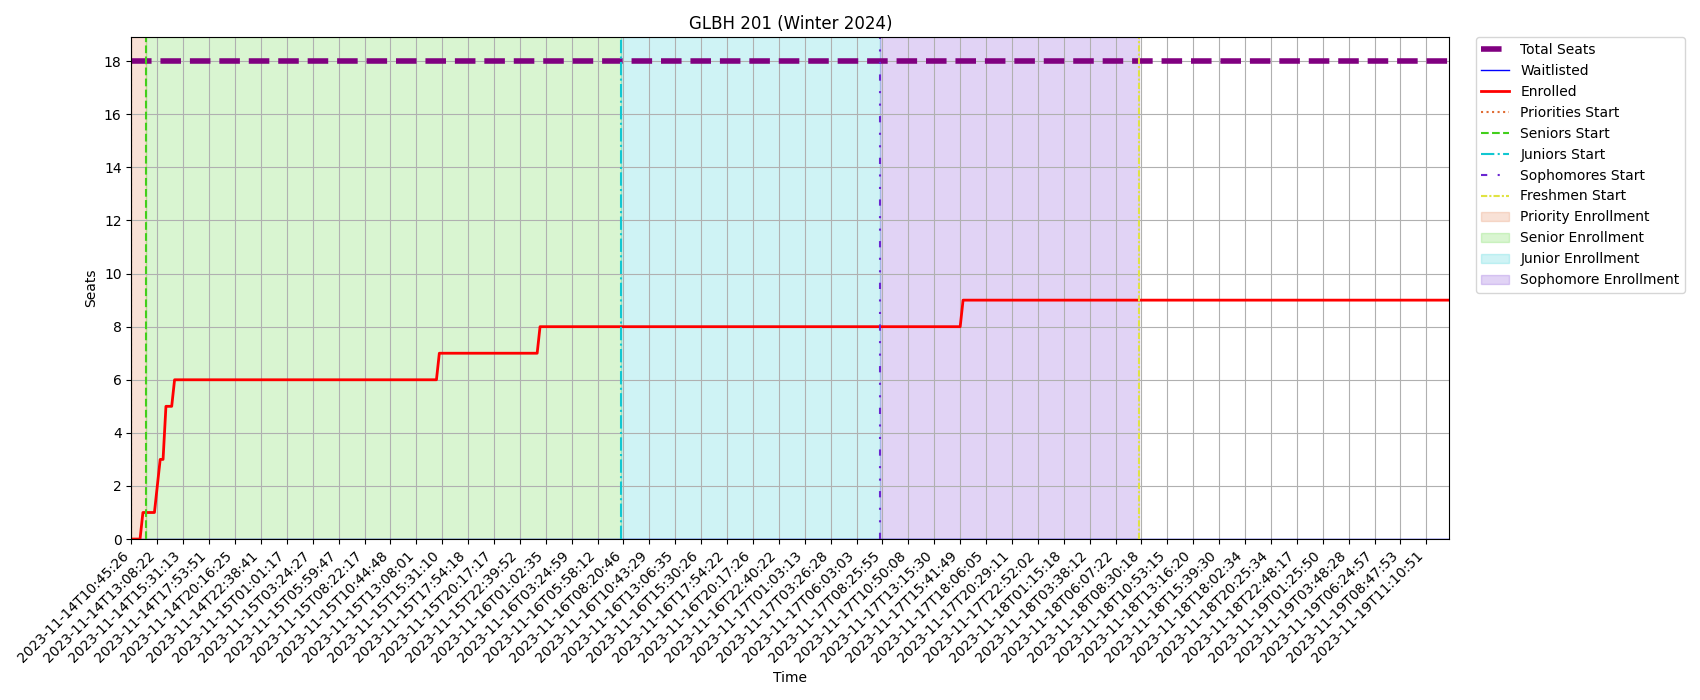 GLBH 201 (Winter 2024)
Seats
18
16
14
12
10
8
6
4
2
0
2023-11-14T10:45:26
2023-11-14T13:08:22
2023-11-14T15:31:13
2023-11-14T17:53:51
2023-11-14T20:16:25
2023-11-14T22:38:41
2023-11-15T01:01:17
2023-11-15T03:24:27
2023-11-15T05:59:47
2023-11-15T08:22:17
2023-11-15T10:44:48
2023-11-15T13:08:01
2023-11-15T15:31:10
2023-11-15T17:54:18
2023-11-15T20:17:17
2023-11-15T22:39:52
2023-11-16T01:02:35
2023-11-16T03:24:59
2023-11-16T05:58:12
2023-11-16T08:20:46
2023-11-16T10:43:29
2023-11-16T13:06:35
2023-11-16T15:30:26
2023-11-16T17:54:22
2023-11-16T20:17:26
2023-11-16T22:40:22
2023-11-17T01:03:13
2023-11-17T03:26:28
2023-11-17T06:03:03
2023-11-17T08:25:55
2023-11-17T10:50:08
2023-11-17T13:15:30
2023-11-17T15:41:49
2023-11-17T18:06:05
2023-11-17T20:29:11
2023-11-17T22:52:02
2023-11-18T01:15:18
2023-11-18T03:38:12
2023-11-18T06:07:22
2023-11-18T08:30:18
2023-11-18T10:53:15
2023-11-18T13:16:20
2023-11-18T15:39:30
2023-11-18T18:02:34
2023-11-18T20:25:34
2023-11-18T22:48:17
2023-11-19T01:25:50
2023-11-19T03:48:28
2023-11-19T06:24:57
2023-11-19T08:47:53
2023-11-19T11:10:51
Time
Total Seats
Waitlisted
Enrolled
Priorities Start
Seniors Start
Juniors Start
Sophomores Start
Freshmen Start
Priority Enrollment
Senior Enrollment
Junior Enrollment
Sophomore Enrollment